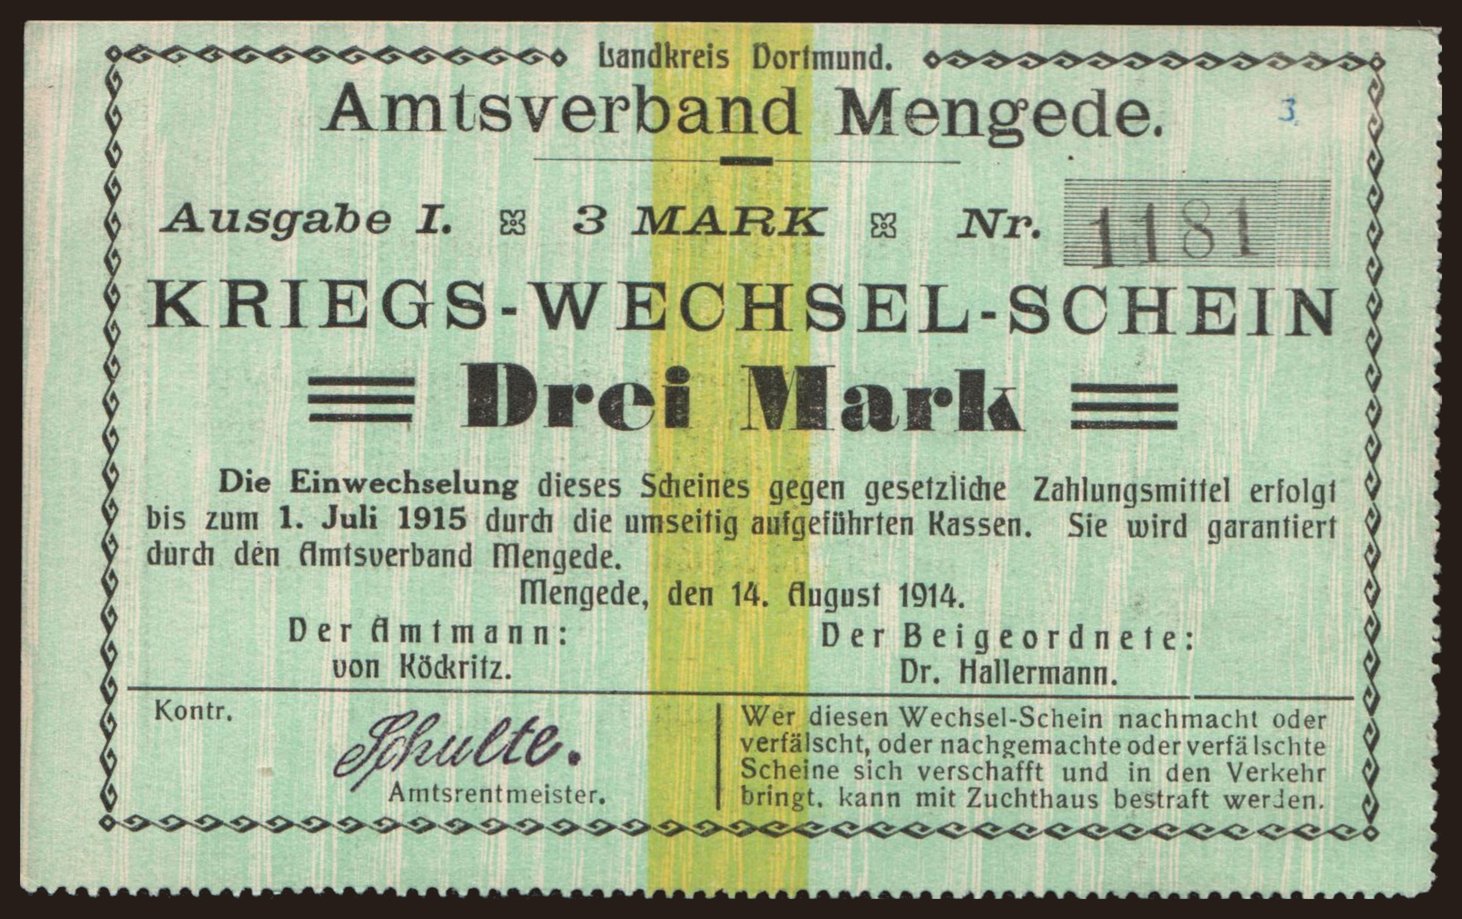 Landkreis Dortmund.
Amtsverband Mengede.
3
Ausgabe I. 3 MARK Nr. 1181
KRIEGS-WECHSEL-SCHEIN
Drei Mark
Die Einwechselung dieses Scheines gegen gesetzliche Zahlungsmittel erfolgt
bis zum 1. Juli 1915 durch die umseitig aufgeführten Kassen. Sie wird garantiert
durch den Amtsverband Mengede.
Mengede, den 14. August 1914.
Der Amtmann:
von Köckritz.
Der Beigeordnete:
Dr. Hallermann.
Kontr.
Schulte.
Amtsrentmeister.
Wer diesen Wechsel-Schein nachmacht oder
verfälscht, oder nachgemachte oder verfälschte
Scheine sich verschafft und in den Verkehr
bringt, kann mit Zuchthaus bestraft werden.